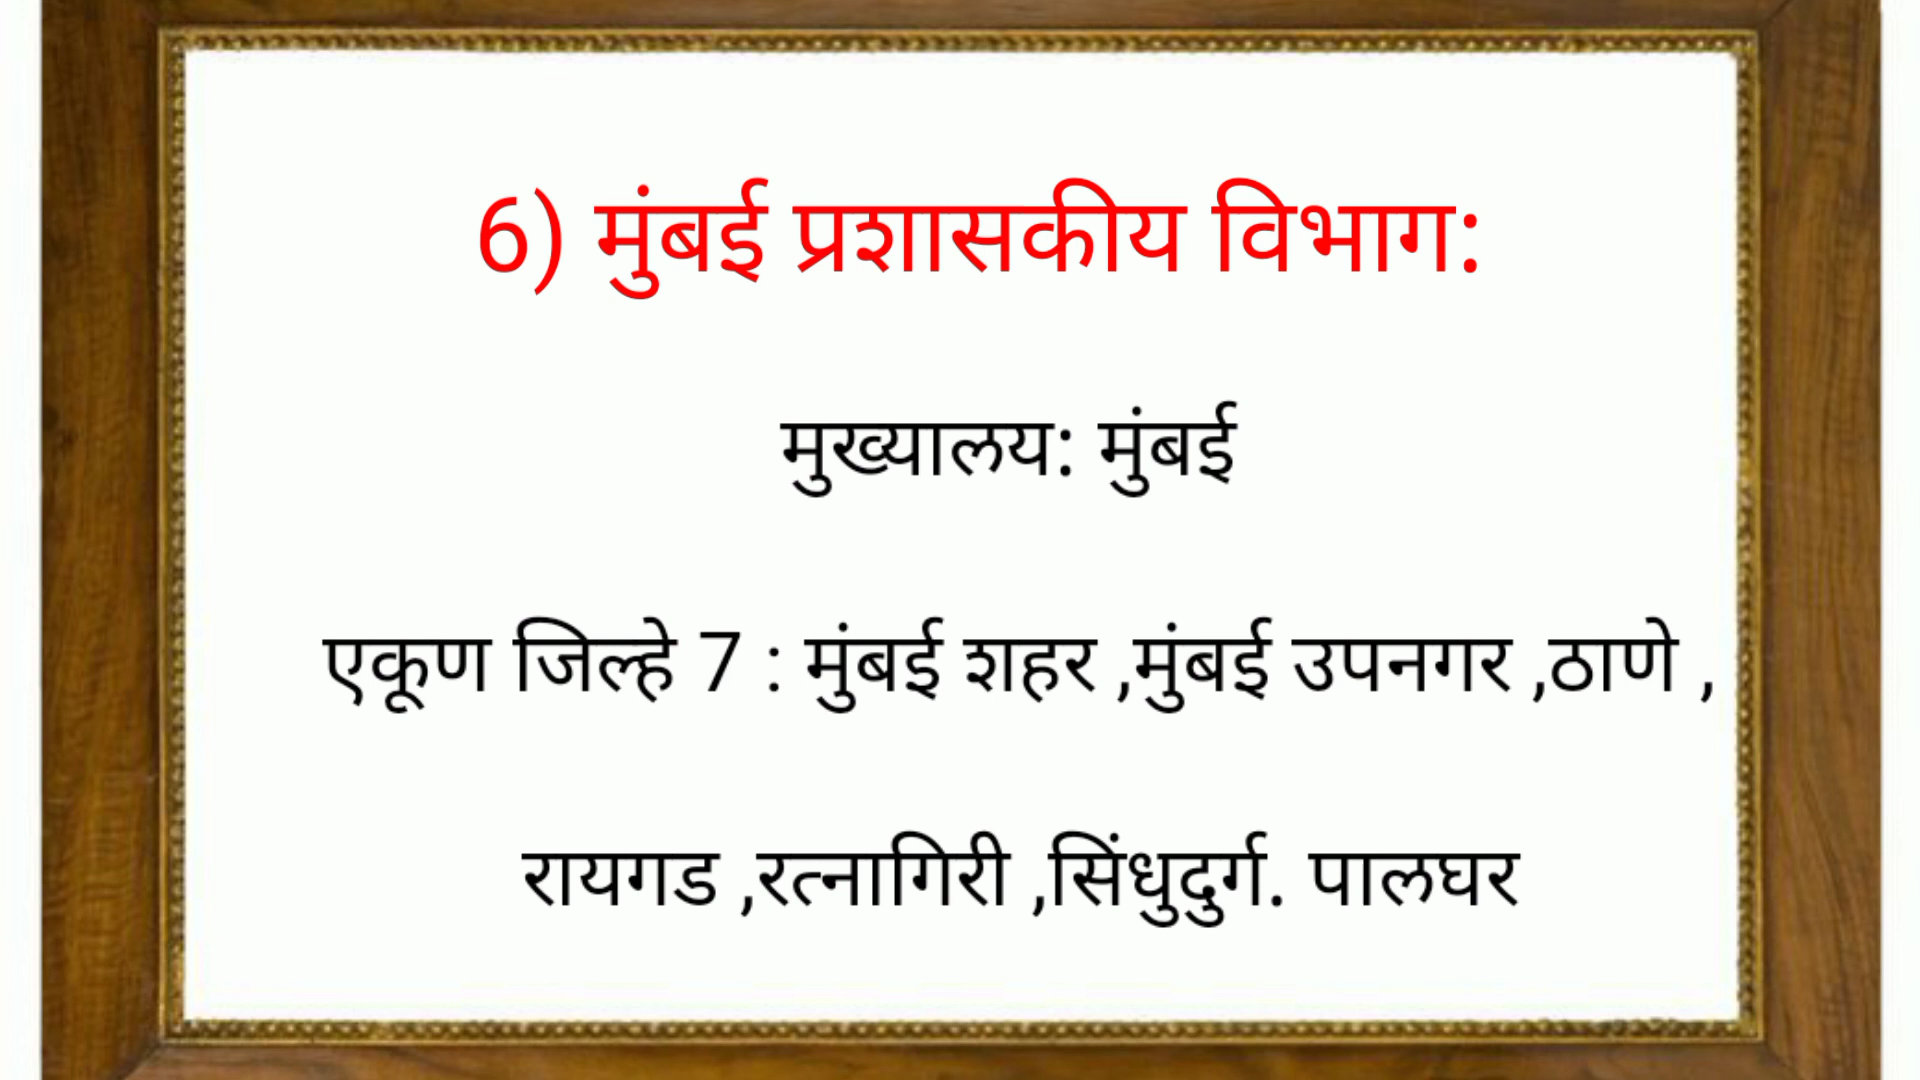 6) मुंबई प्रशासकीय विभाग:
मुख्यालय: मुंबई
एकूण जिल्हे 7 : मुंबई शहर ,मुंबई उपनगर ,ठाणे ,
रायगड ,रत्नागिरी ,सिंधुदुर्ग. पालघर